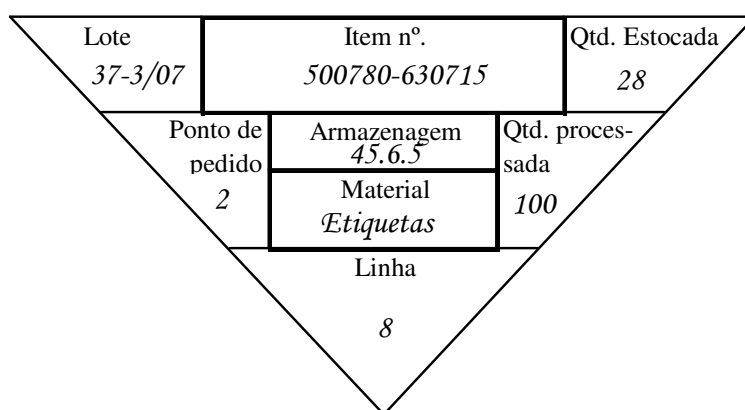 Lote
37-3/07
Item nº.
500780-630715
Qtd. Estocada
28
Ponto de
pedido
2
Armazenagem
45.6.5
Material
Etiquetas
Qtd. proces-
sada
100
Linha
8